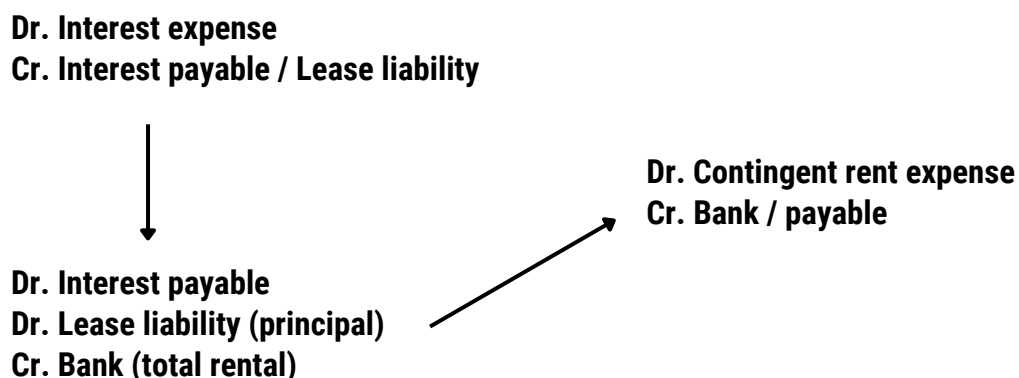 Dr. Interest expense
Cr. Interest payable / Lease liability
Dr. Contingent rent expense
Cr. Bank / payable
Dr. Interest payable
Dr. Lease liability (principal)
Cr. Bank (total rental)